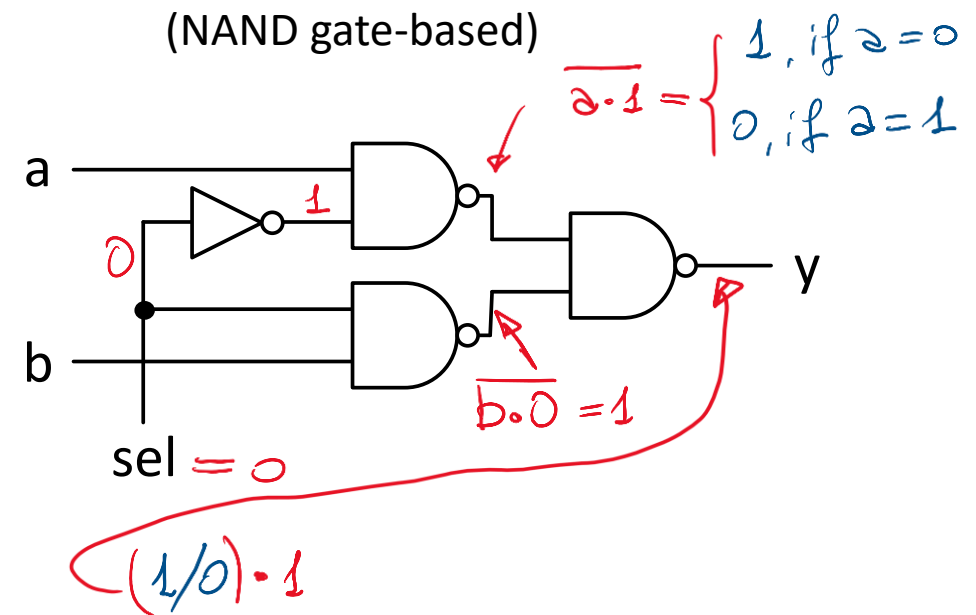 (NAND gate-based)
1, if a = 0
a·1 =
0, if a = 1
a
1
0
y
b
b·0 = 1
sel = 0
(1/0) · 1